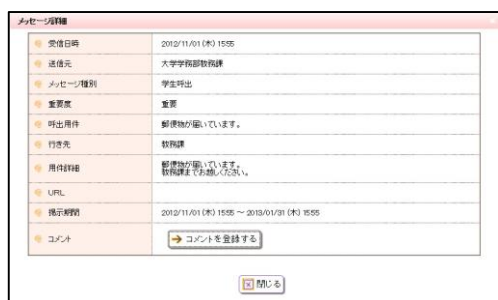 メッセージ詳細
受信日時 2012/11/01(木) 15:55
送信元 大学学務部教務課
メッセージ種別 学生呼出
重要度 重要
呼出用件 郵便物が届いています。
行き先 教務課
用件詳細 郵便物が届いています。
教務課までお越しください。
URL
掲示期間 2012/11/01(木) 15:55 ～ 2013/01/31(木) 15:55
コメント コメントを登録する
閉じる